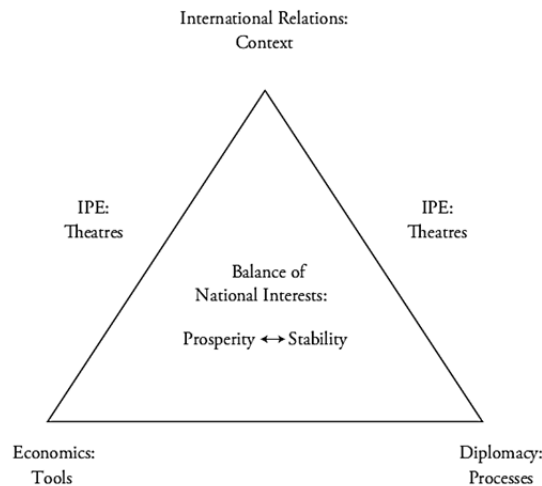 International Relations:
Context
IPE:
Theatres
IPE:
Theatres
Balance of
National Interests:
Prosperity ↔ Stability
Economics:
Tools
Diplomacy:
Processes